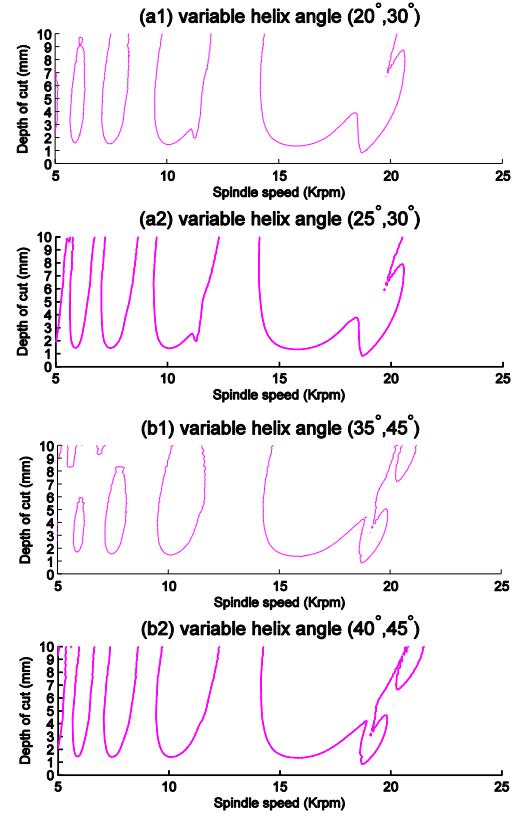 (a1) variable helix angle (20°,30°)
Depth of cut (mm)
10
9
8
7
6
5
4
3
2
1
0
5 10 15 20 25
Spindle speed (Krpm)
(a2) variable helix angle (25°,30°)
Depth of cut (mm)
10
9
8
7
6
5
4
3
2
1
0
5 10 15 20 25
Spindle speed (Krpm)
(b1) variable helix angle (35°,45°)
Depth of cut (mm)
10
9
8
7
6
5
4
3
2
1
0
5 10 15 20 25
Spindle speed (Krpm)
(b2) variable helix angle (40°,45°)
Depth of cut (mm)
10
9
8
7
6
5
4
3
2
1
0
5 10 15 20 25
Spindle speed (Krpm)